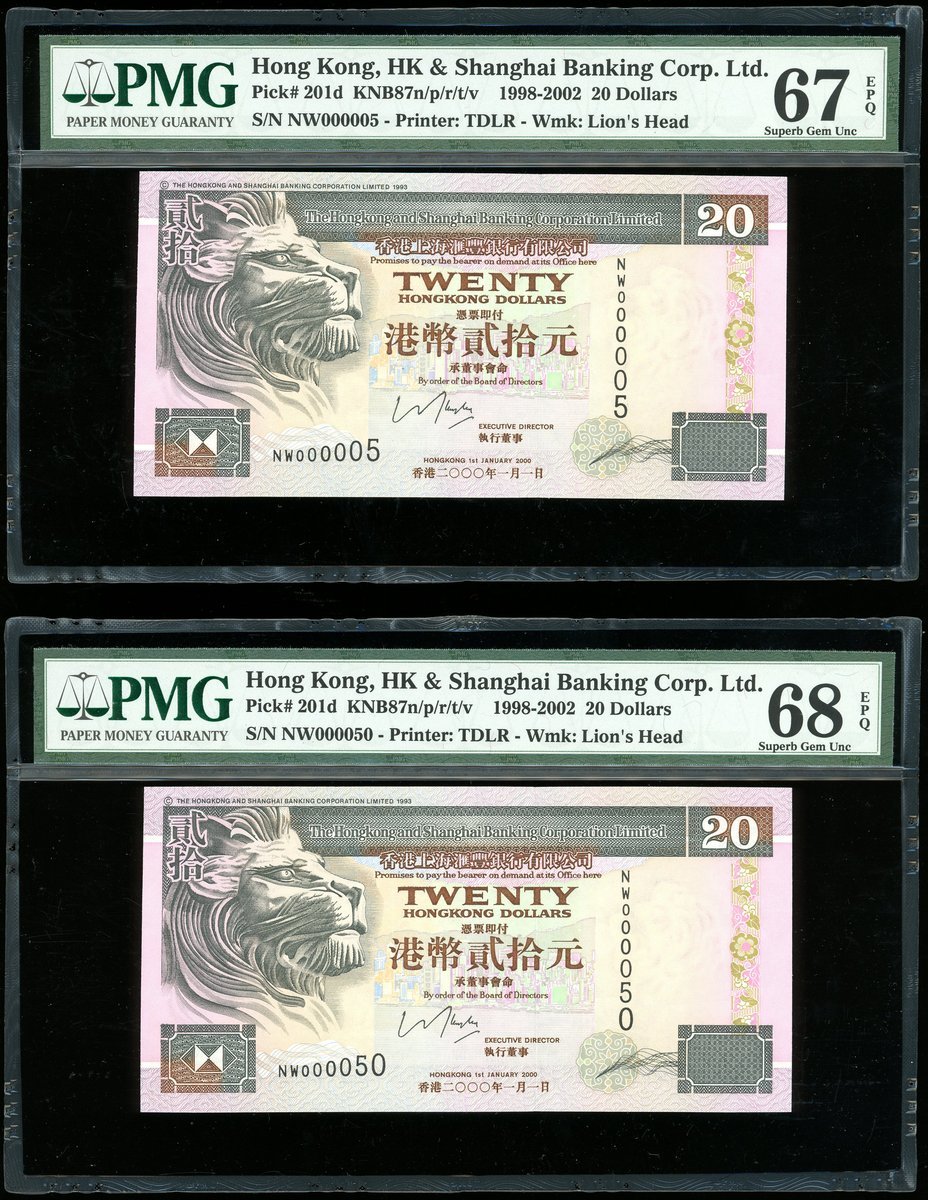 PMG
PAPER MONEY GUARANTY
Hong Kong, HK & Shanghai Banking Corp. Ltd.
Pick# 201d KNB87n/p/r/t/v 1998-2002 20 Dollars
S/N NW000005 - Printer: TDLR - Wmk: Lion's Head
67
EPQ
Superb Gem Unc
© THE HONGKONG AND SHANGHAI BANKING CORPORATION LIMITED 1993
貳拾
The Hongkong and Shanghai Banking Corporation Limited
20
香港上海滙豐銀行有限公司
Promises to pay the bearer on demand at its Office here
TWENTY
HONGKONG DOLLARS
憑票即付
港幣貳拾元
承董事會命
By order of the Board of Directors
NW000005
EXECUTIVE DIRECTOR
執行董事
NW000005
HONGKONG 1st JANUARY 2000
香港二〇〇〇年一月一日
PMG
PAPER MONEY GUARANTY
Hong Kong, HK & Shanghai Banking Corp. Ltd.
Pick# 201d KNB87n/p/r/t/v 1998-2002 20 Dollars
S/N NW000050 - Printer: TDLR - Wmk: Lion's Head
68
EPQ
Superb Gem Unc
© THE HONGKONG AND SHANGHAI BANKING CORPORATION LIMITED 1993
貳拾
The Hongkong and Shanghai Banking Corporation Limited
20
香港上海滙豐銀行有限公司
Promises to pay the bearer on demand at its Office here
TWENTY
HONGKONG DOLLARS
憑票即付
港幣貳拾元
承董事會命
By order of the Board of Directors
NW000050
EXECUTIVE DIRECTOR
執行董事
NW000050
HONGKONG 1st JANUARY 2000
香港二〇〇〇年一月一日